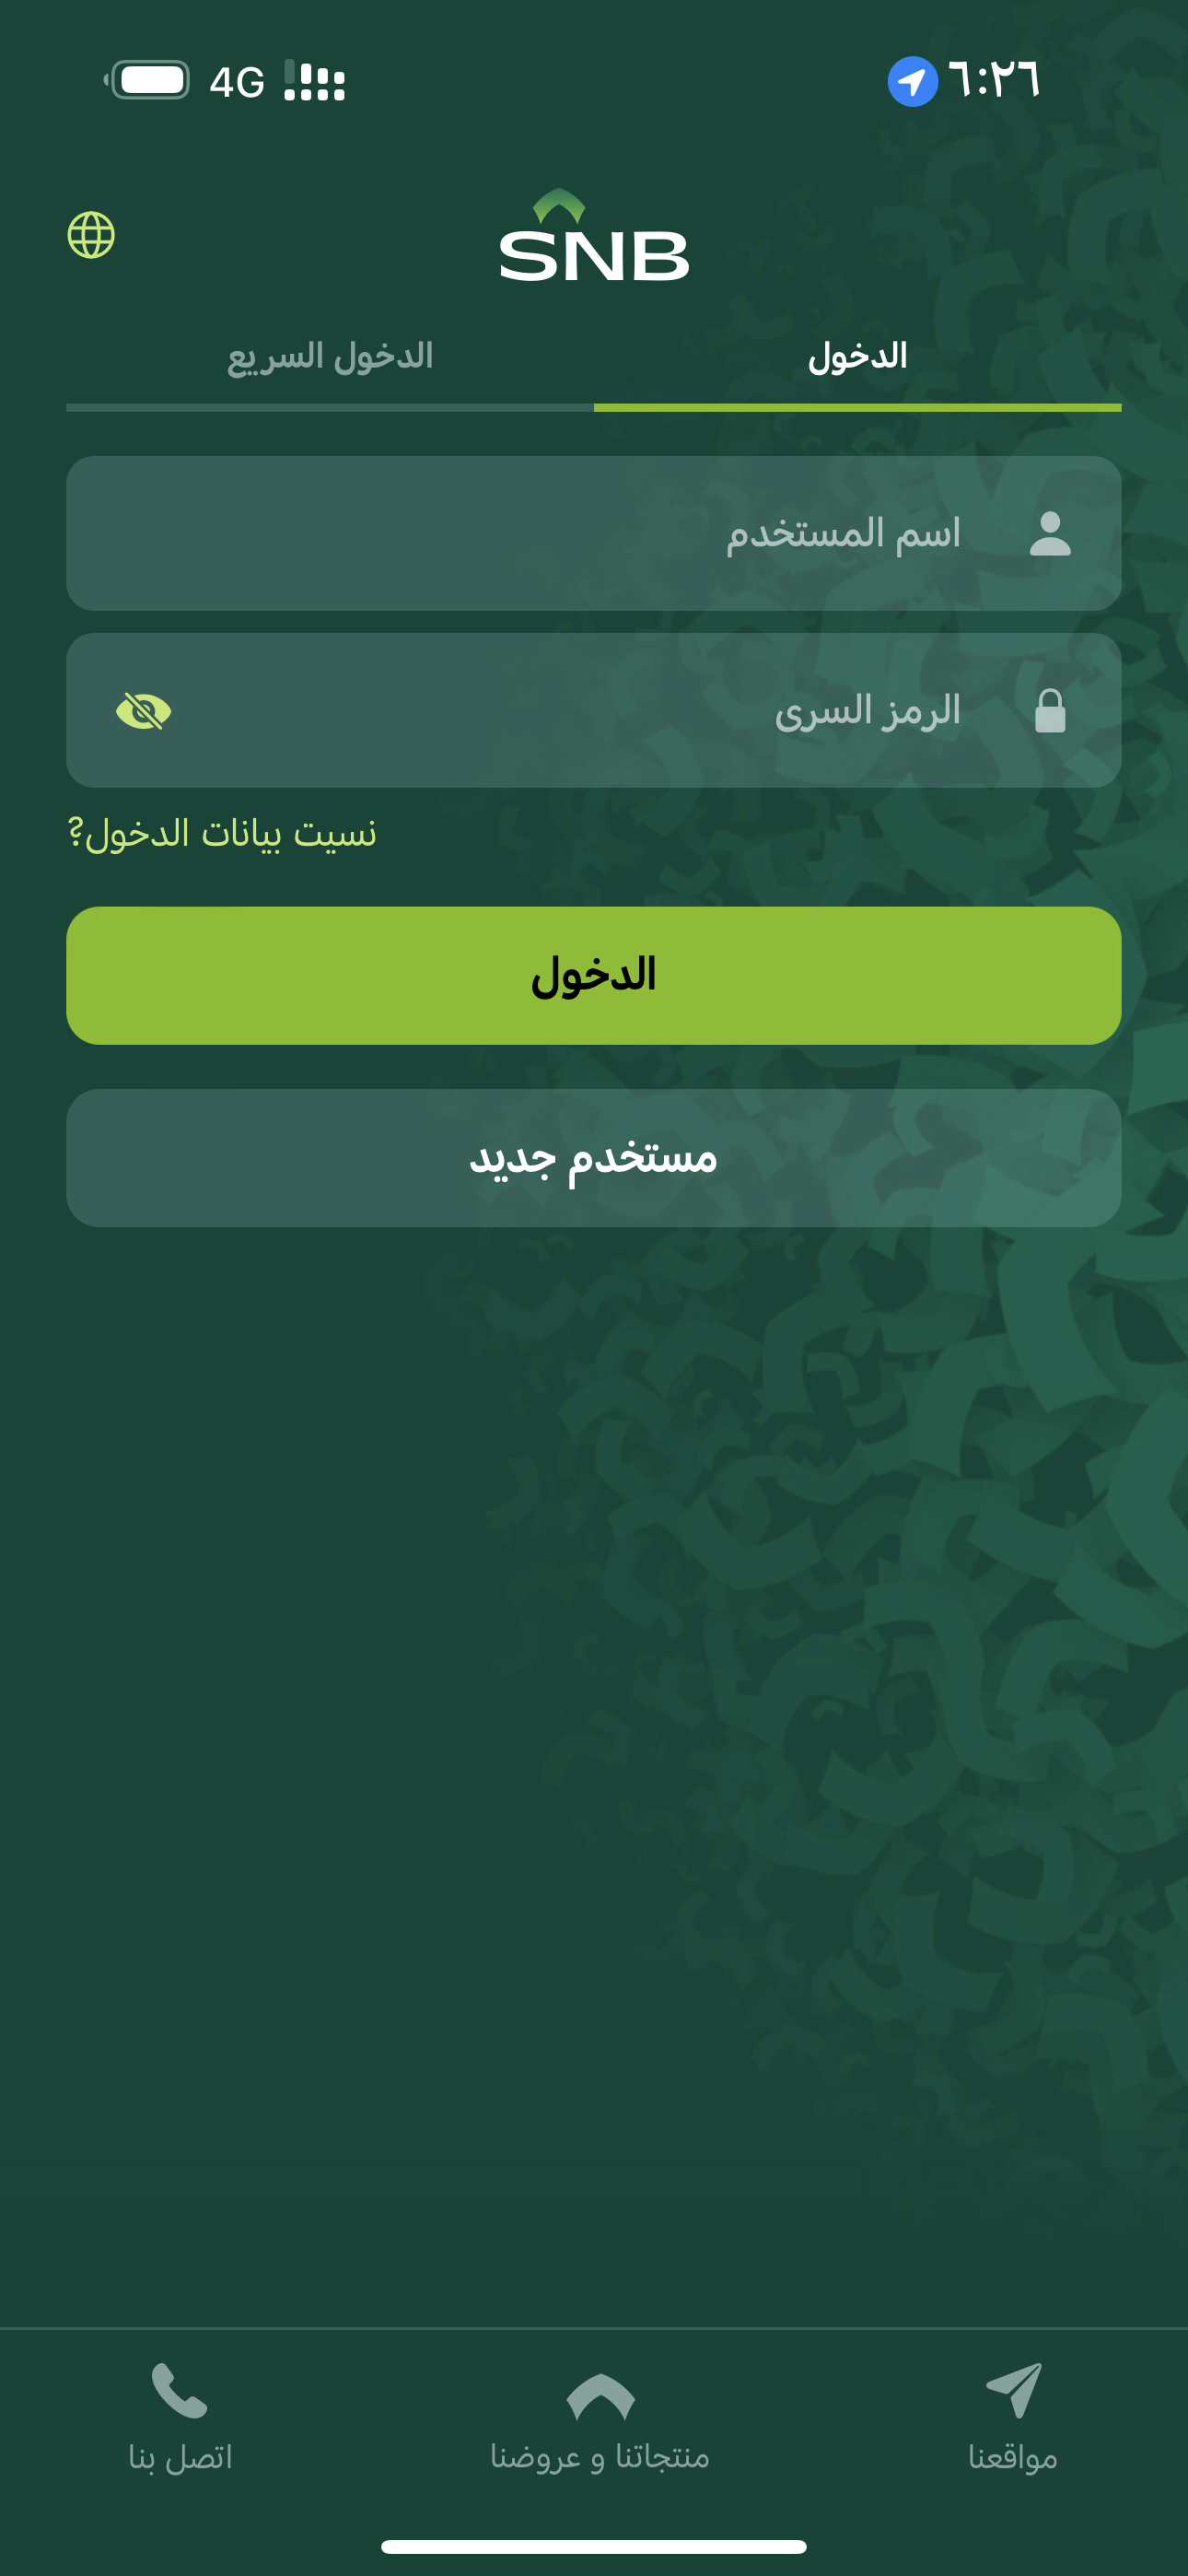 ٦:٢٦
4G
SNB
الدخول
الدخول السريع
اسم المستخدم
الرمز السرى
نسيت بيانات الدخول?
الدخول
مستخدم جديد
مواقعنا
منتجاتنا و عروضنا
اتصل بنا